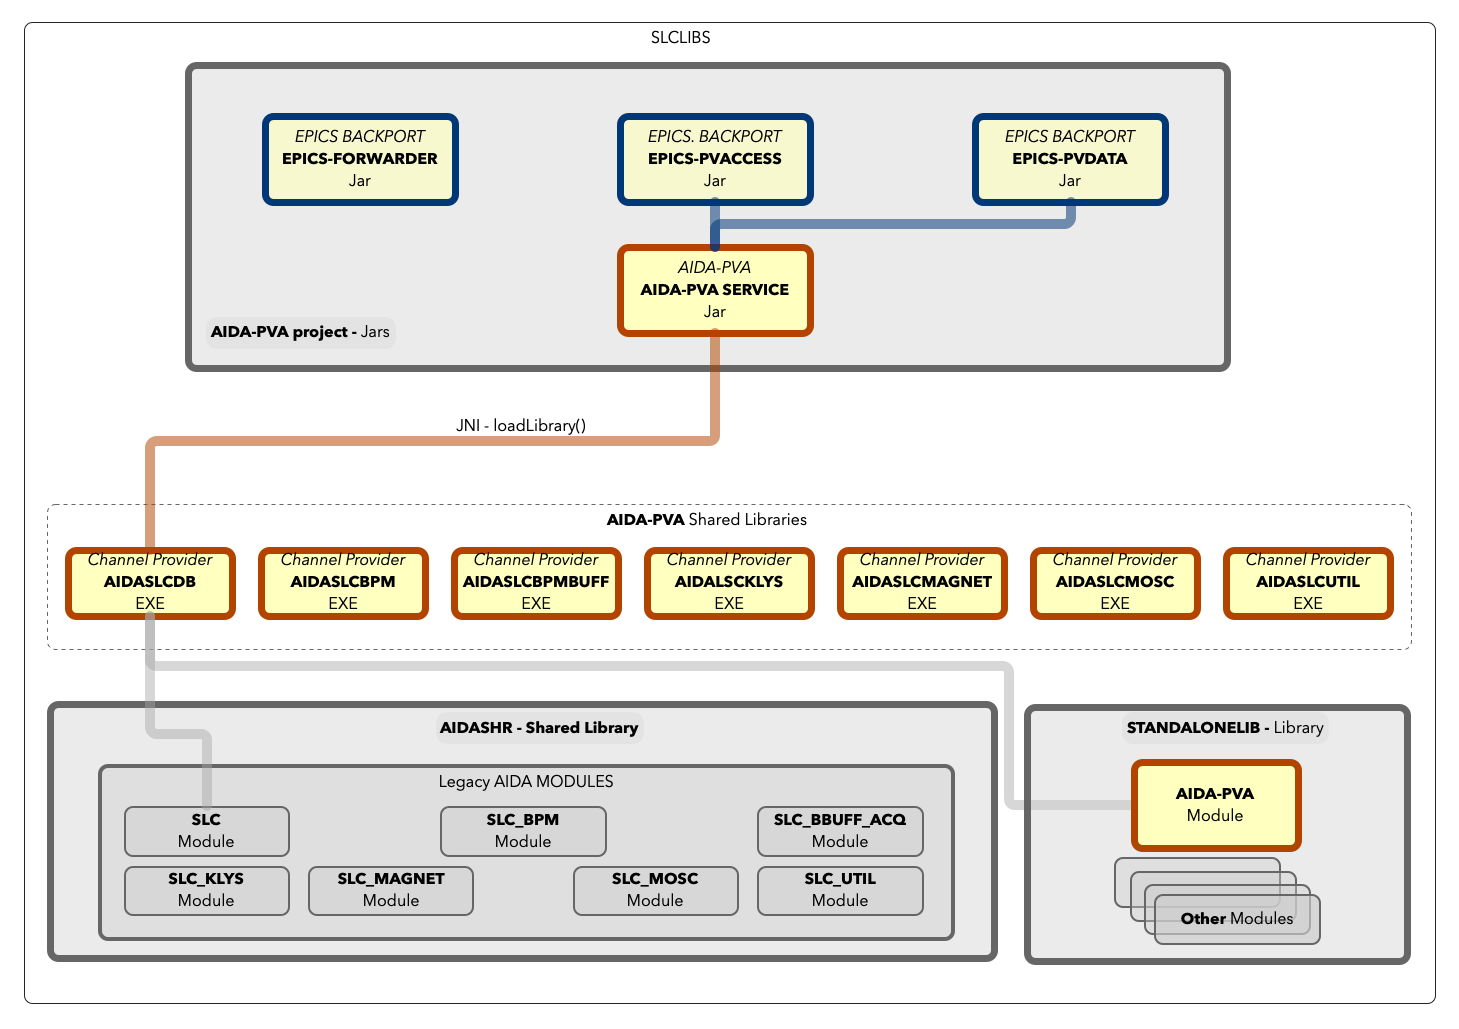 SLCLIBS
EPICS BACKPORT
EPICS-FORWARDER
Jar
EPICS. BACKPORT
EPICS-PVACCESS
Jar
EPICS BACKPORT
EPICS-PVDATA
Jar
AIDA-PVA
AIDA-PVA SERVICE
Jar
AIDA-PVA project - Jars
JNI - loadLibrary()
AIDA-PVA Shared Libraries
Channel Provider
AIDASLCDB
EXE
Channel Provider
AIDASLCBPM
EXE
Channel Provider
AIDASLCBPMBUFF
EXE
Channel Provider
AIDALSCKLYS
EXE
Channel Provider
AIDASLCMAGNET
EXE
Channel Provider
AIDASLCMOSC
EXE
Channel Provider
AIDASLCUTIL
EXE
AIDASHR - Shared Library
Legacy AIDA MODULES
SLC
Module
SLC_BPM
Module
SLC_BBUFF_ACQ
Module
SLC_KLYS
Module
SLC_MAGNET
Module
SLC_MOSC
Module
SLC_UTIL
Module
STANDALONELIB - Library
AIDA-PVA
Module
Other Modules